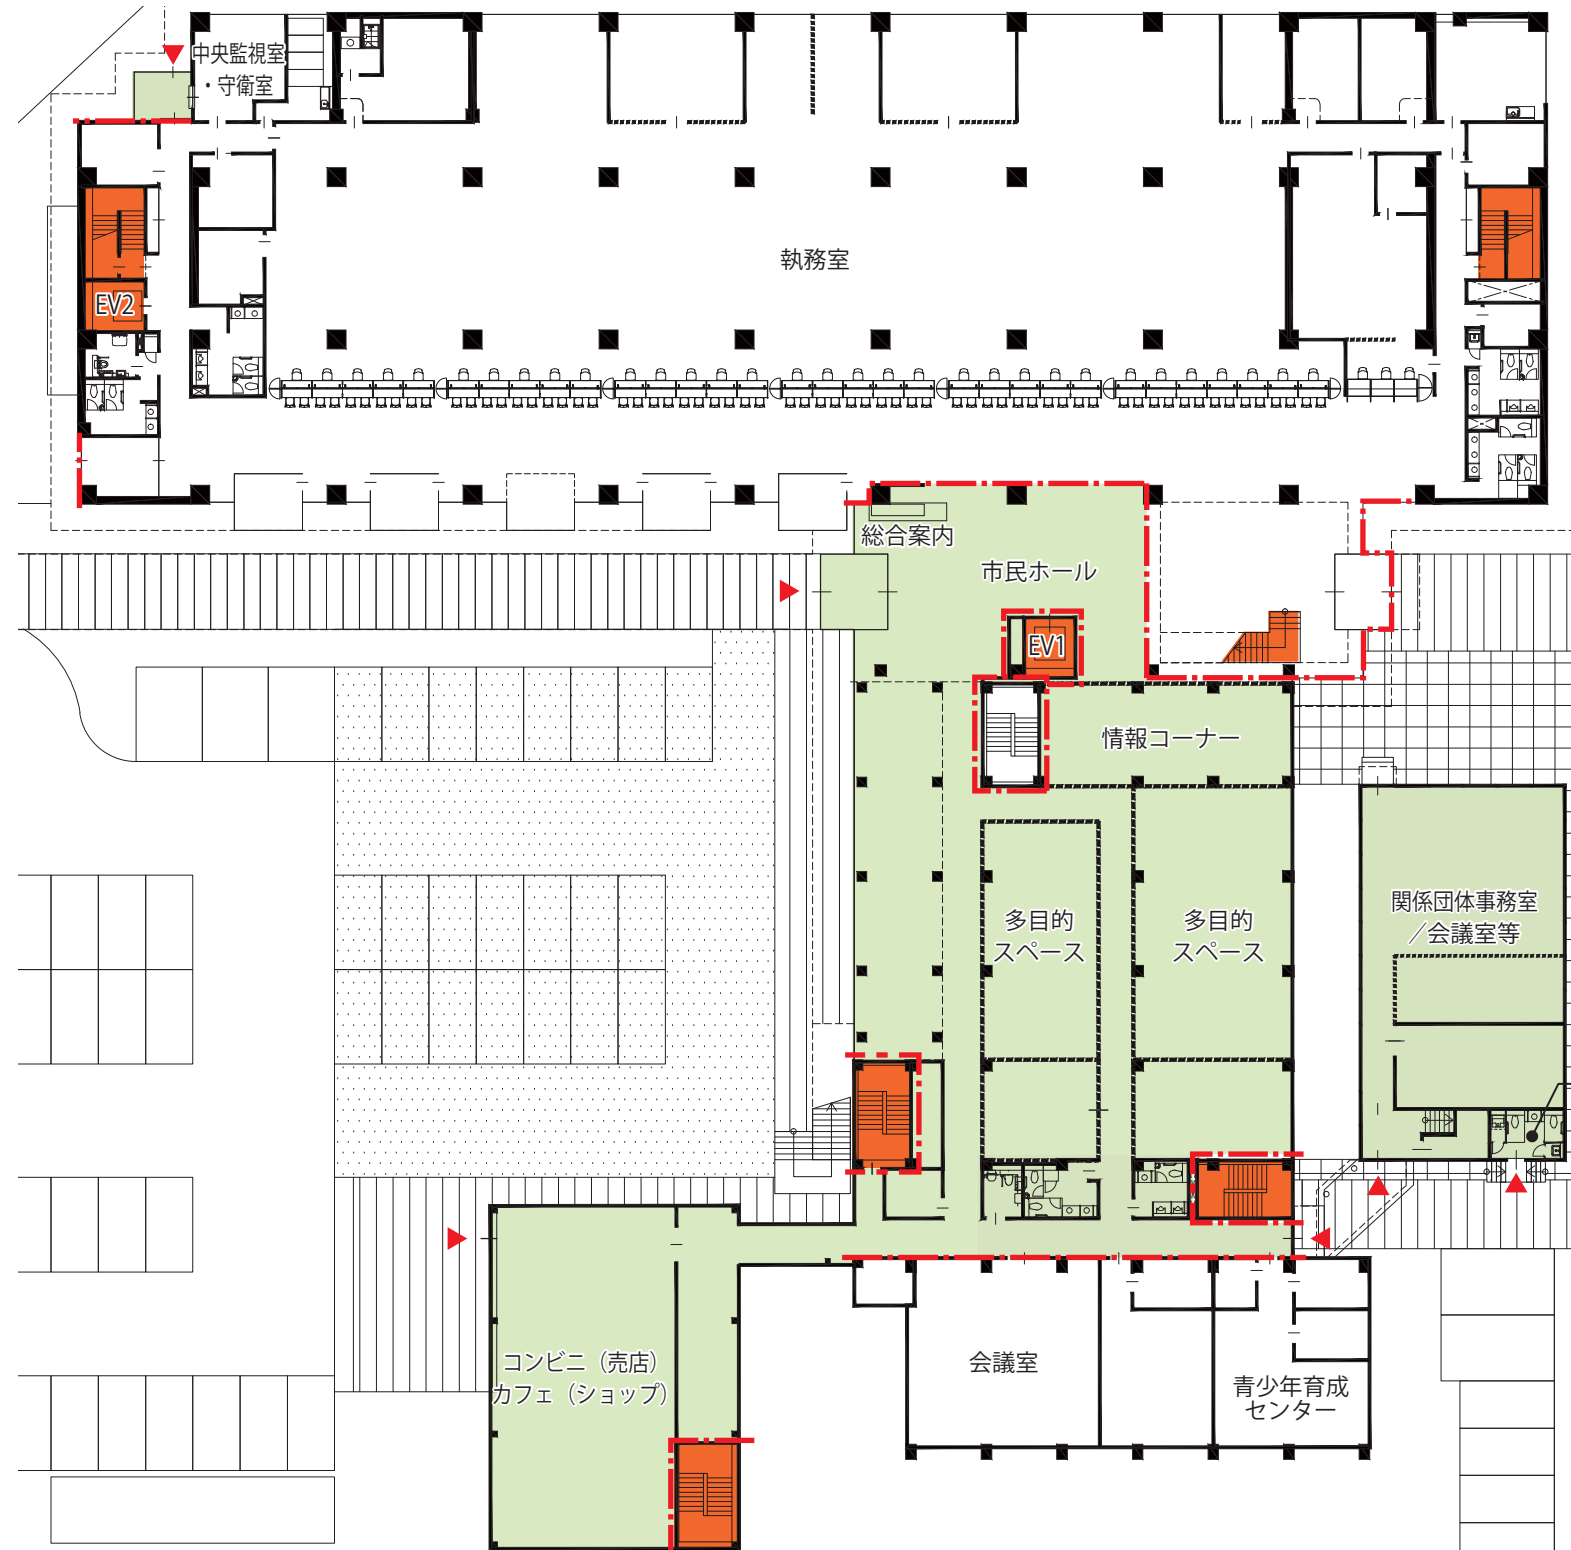 中央監視室
・守衛室
執務室
EV2
総合案内
市民ホール
EV1
情報コーナー
多目的
スペース
多目的
スペース
関係団体事務室
／会議室等
コンビニ（売店）
カフェ（ショップ）
会議室
青少年育成
センター